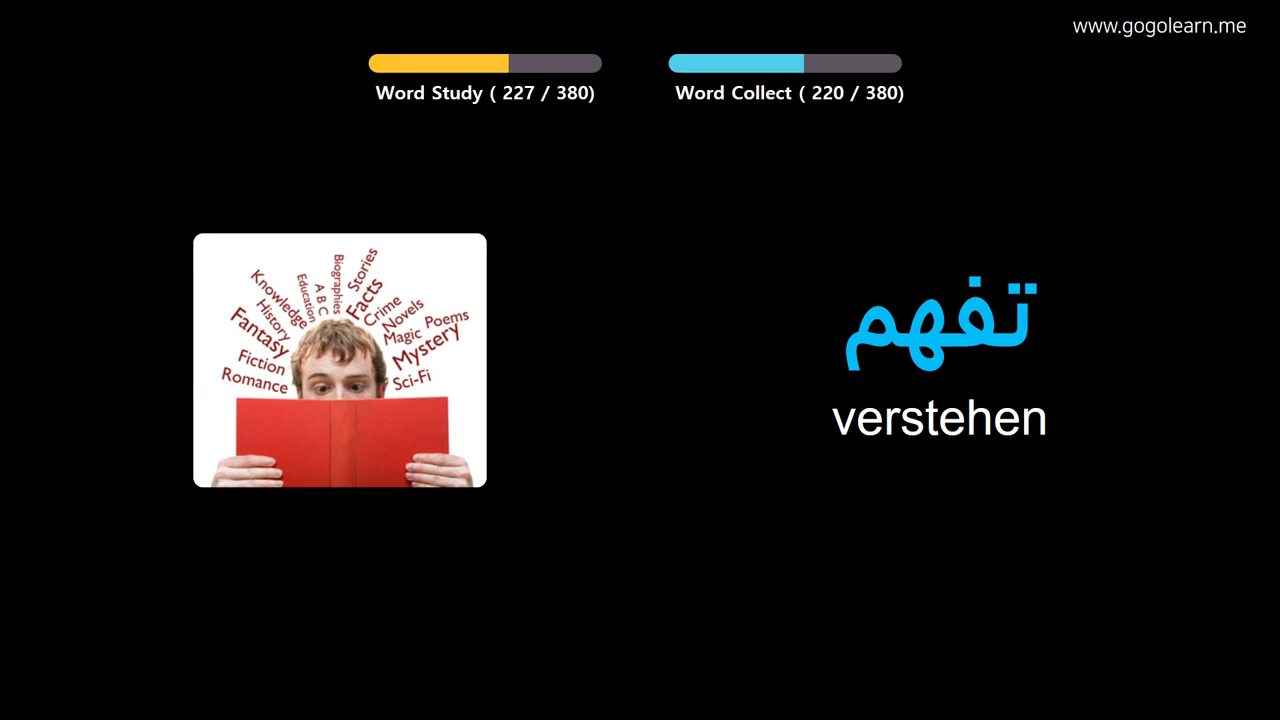 www.gogolearn.me
Word Study ( 227 / 380)
Word Collect ( 220 / 380)
Knowledge
History
Fantasy
Fiction
Romance
Education
A B C
Biographies
Stories
Facts
Crime
Novels
Magic
Poems
Mystery
Sci-Fi
تفهم
verstehen